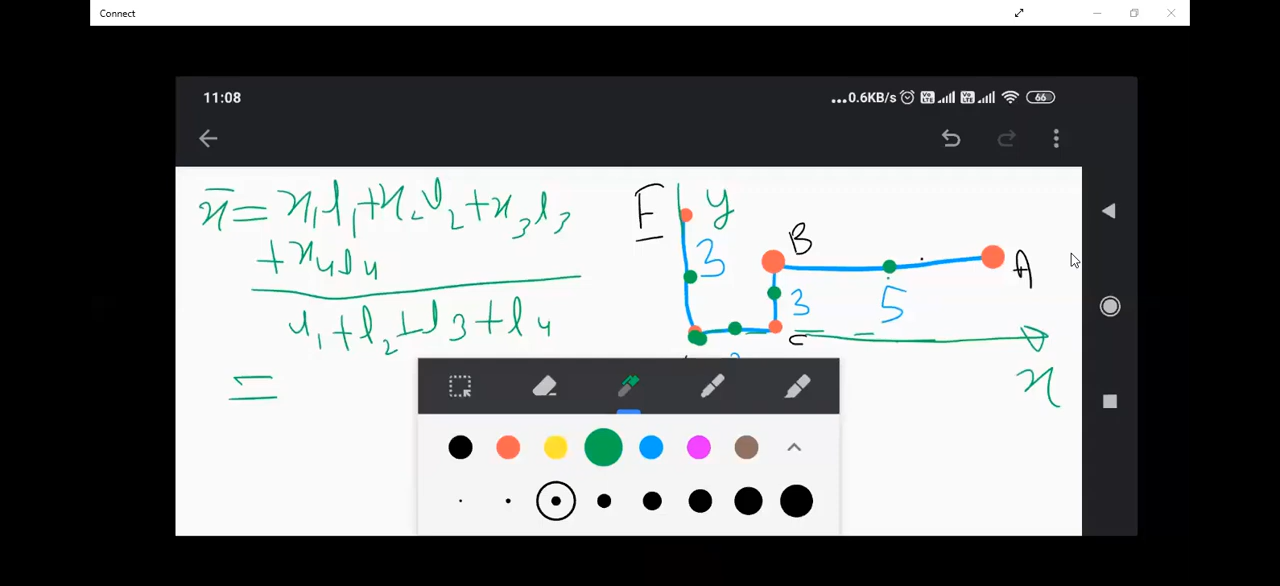 Connect
11:08
...0.6KB/s
66
x̄ = x₁l₁+x₂l₂+x₃l₃
+x₄l₄
l₁+l₂+l₃+l₄
=
E
y
3
B
A
3
5
C
x